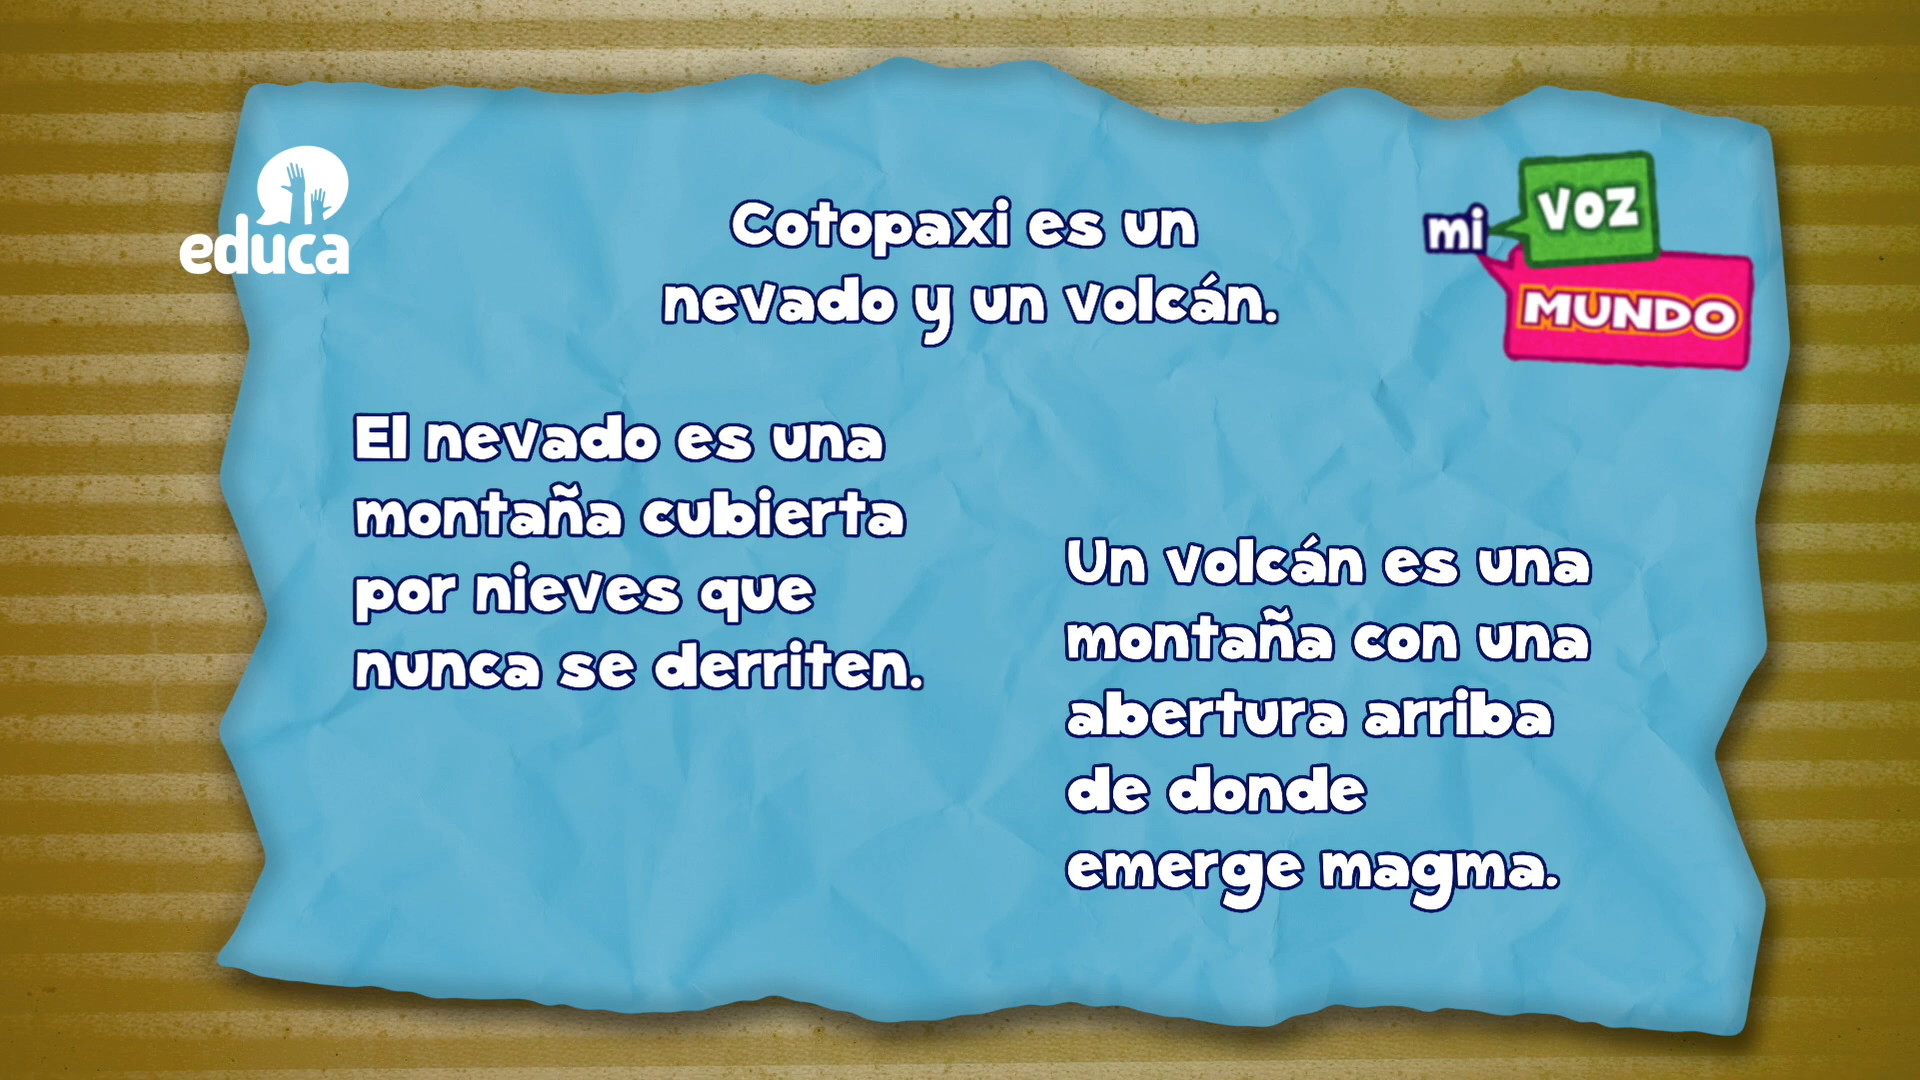 educa
mi
VOZ
MUNDO
Cotopaxi es un
nevado y un volcán.
El nevado es una
montaña cubierta
por nieves que
nunca se derriten.
Un volcán es una
montaña con una
abertura arriba
de donde
emerge magma.